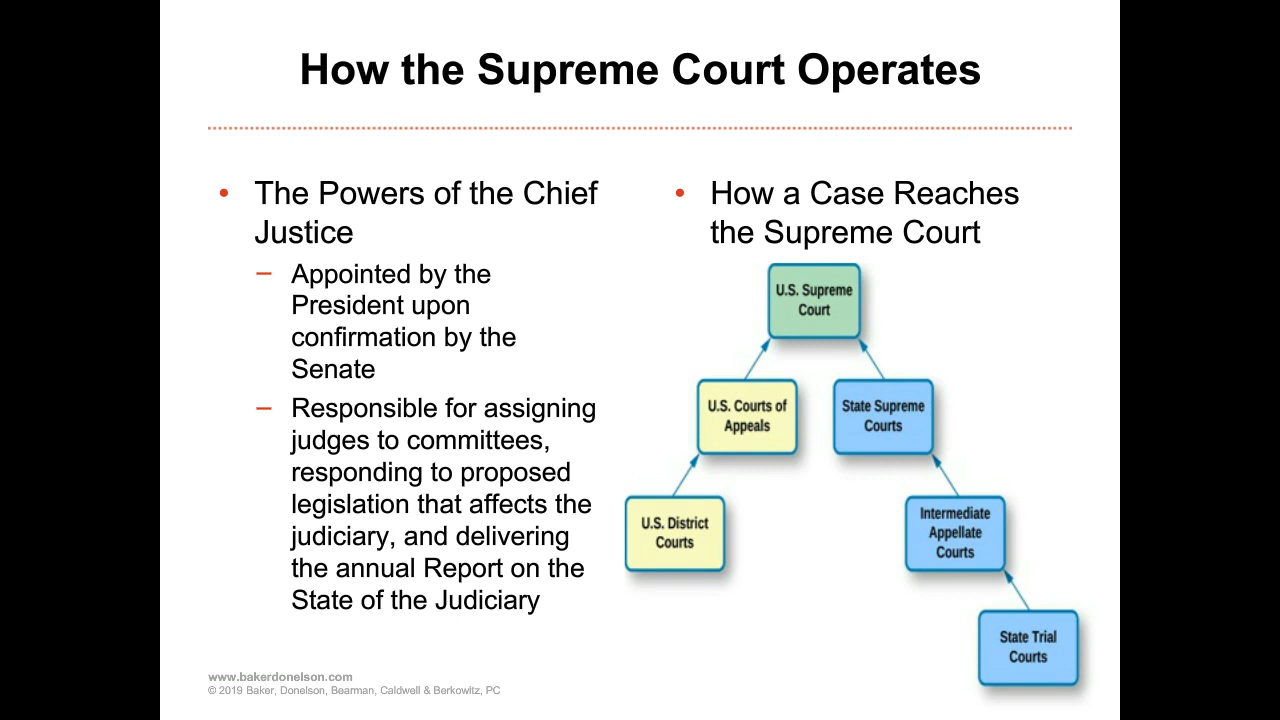 How the Supreme Court Operates
• The Powers of the Chief
Justice
– Appointed by the
President upon
confirmation by the
Senate
– Responsible for assigning
judges to committees,
responding to proposed
legislation that affects the
judiciary, and delivering
the annual Report on the
State of the Judiciary
• How a Case Reaches
the Supreme Court
U.S. Supreme
Court
U.S. Courts of
Appeals
State Supreme
Courts
U.S. District
Courts
Intermediate
Appellate
Courts
State Trial
Courts
www.bakerdonelson.com
© 2019 Baker, Donelson, Bearman, Caldwell & Berkowitz, PC